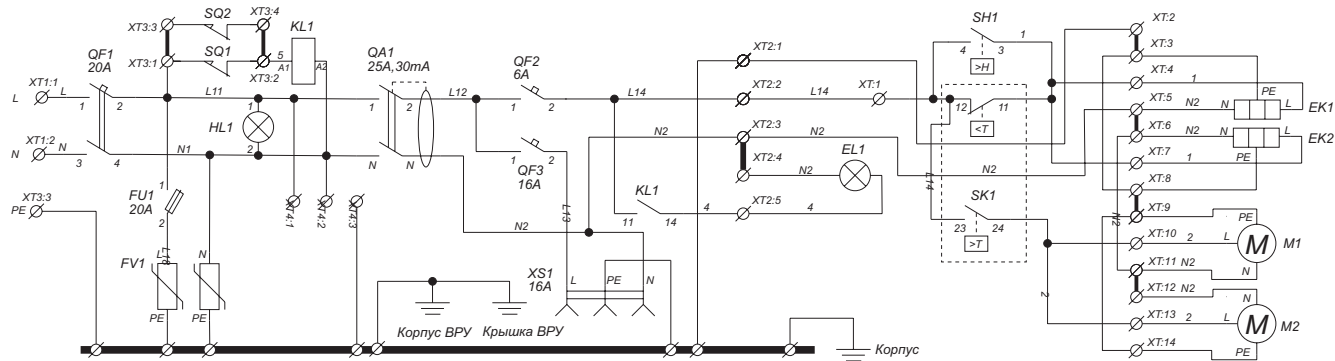 XT3:3
SQ2
XT3:4
KL1
QF1
20A
XT3:1
SQ1
XT3:2
5
A1
A2
XT1:1
L
L
1
2
L11
1
HL1
2
QA1
25A,30mA
1
2
L12
QF2
6A
1
2
L14
XT1:2
N
N
3
4
N1
N
N
QF3
16A
1
2
XT3:3
PE
FU1
20A
1
2
L18
L
FV1
PE
N
PE
XT4:1
XT4:2
XT4:3
N2
L13
KL1
11
14
4
XS1
16A
L
PE
N
Корпус ВРУ
Крышка ВРУ
Корпус
XT2:1
XT2:2
L14
XT:1
XT2:3
N2
N2
XT2:4
N2
EL1
XT2:5
4
SH1
4
3
1
>H
12
11
<T
L14
SK1
23
24
>T
2
N2
XT:2
XT:3
XT:4
1
PE
XT:5
N2
N
L
EK1
XT:6
N2
N
L
EK2
PE
XT:7
1
XT:8
XT:9
PE
XT:10
2
L
M
M1
N
XT:11
N2
XT:12
N2
N
XT:13
2
L
M
M2
XT:14
PE